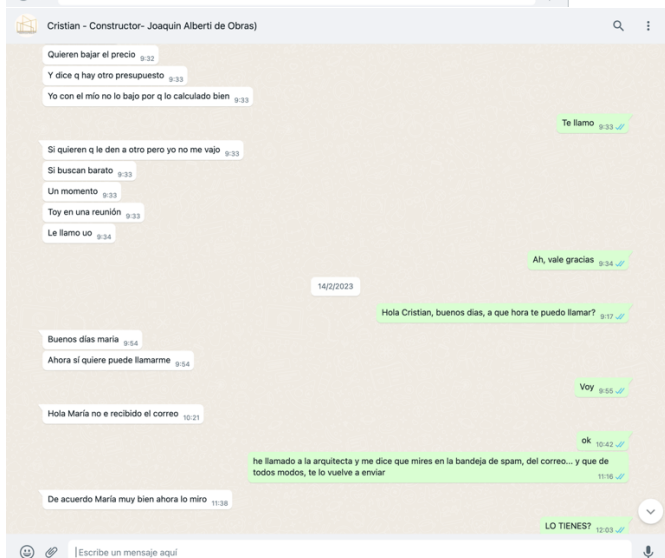 Cristian - Constructor- Joaquin Alberti de Obras)
Quieren bajar el precio 9:32
Y dice q hay otro presupuesto 9:33
Yo con el mío no lo bajo por q lo calculado bien 9:33
Te llamo 9:33
Si quieren q le den a otro pero yo no me vajo 9:33
Si buscan barato 9:33
Un momento 9:33
Toy en una reunión 9:33
Le llamo uo 9:34
Ah, vale gracias 9:34
14/2/2023
Hola Cristian, buenos dias, a que hora te puedo llamar? 9:17
Buenos días maria 9:54
Ahora sí quiere puede llamarme 9:54
Voy 9:55
Hola María no e recibido el correo 10:21
ok 10:42
he llamado a la arquitecta y me dice que mires en la bandeja de spam, del correo... y que de
todos modos, te lo vuelve a enviar 11:16
De acuerdo María muy bien ahora lo miro 11:38
LO TIENES? 12:03
Escribe un mensaje aquí